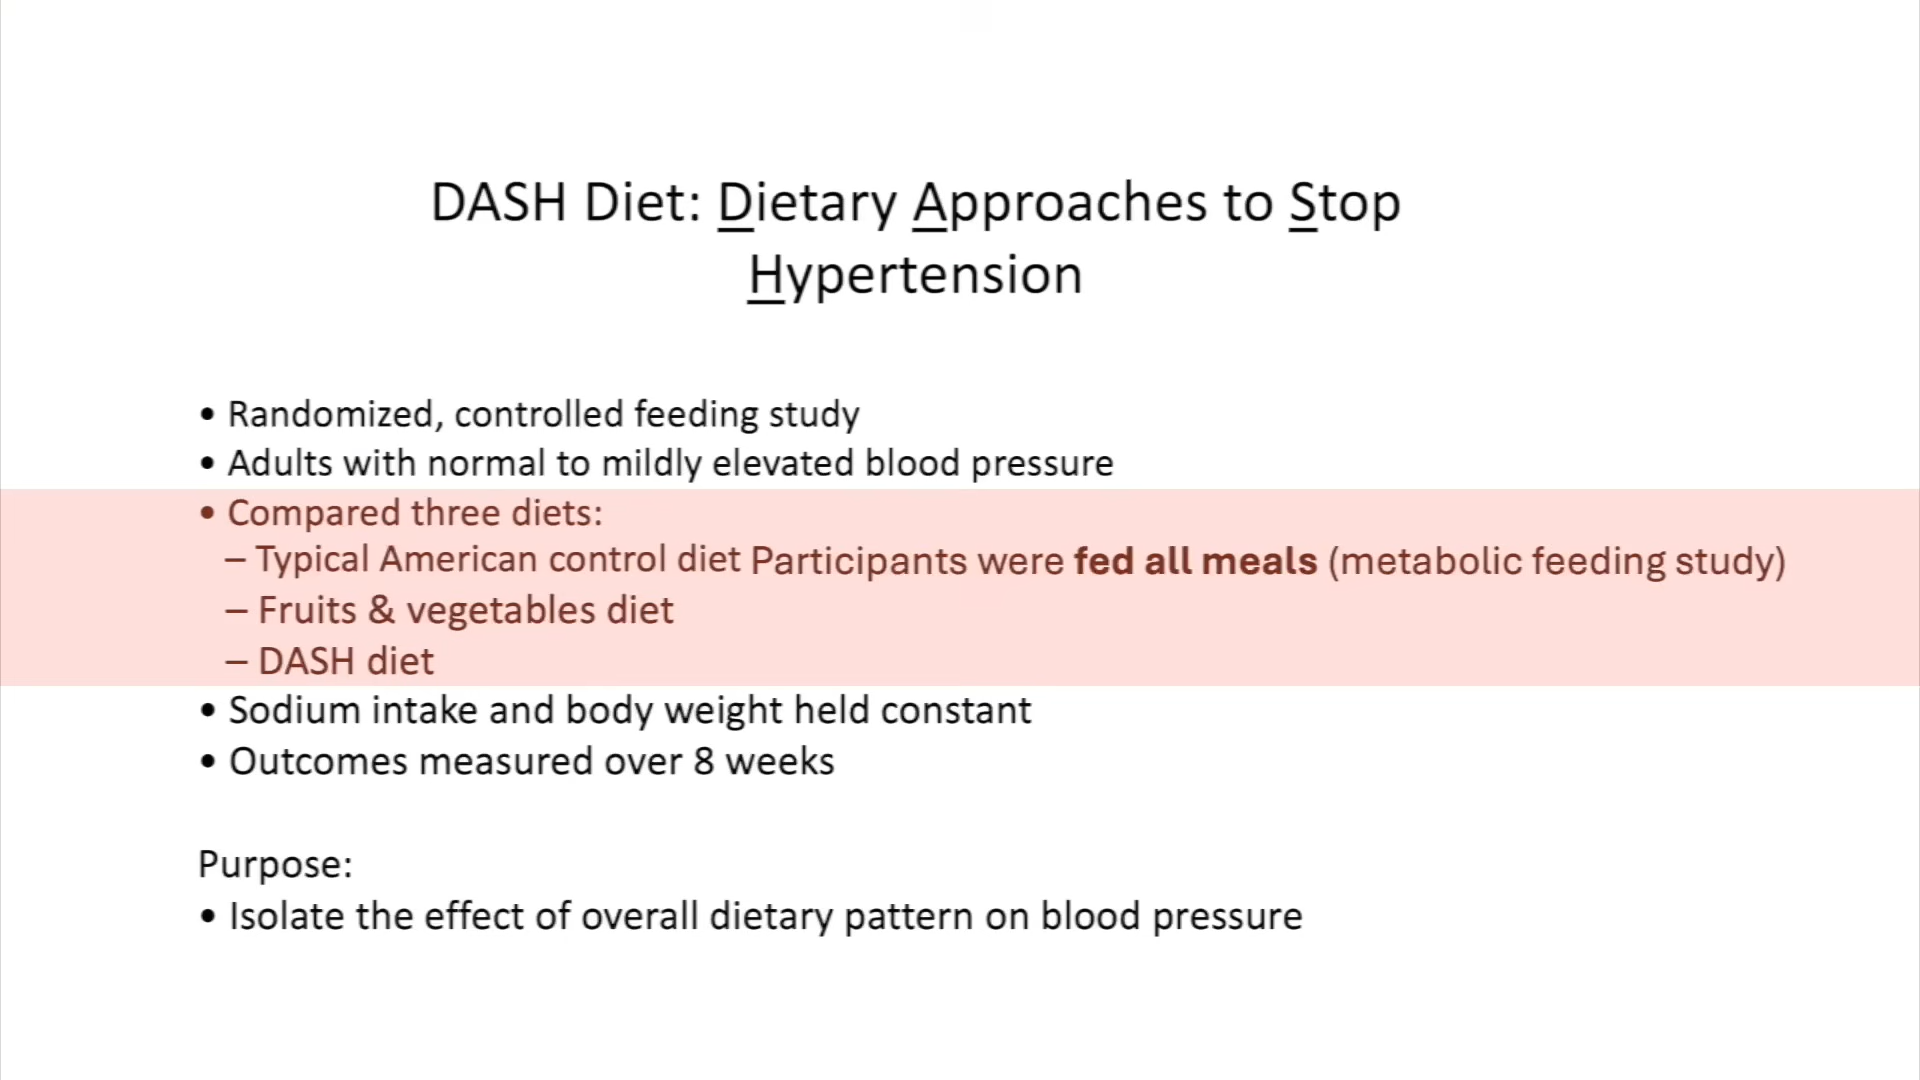 DASH Diet: Dietary Approaches to Stop
Hypertension
• Randomized, controlled feeding study
• Adults with normal to mildly elevated blood pressure
• Compared three diets:
– Typical American control diet Participants were fed all meals (metabolic feeding study)
– Fruits & vegetables diet
– DASH diet
• Sodium intake and body weight held constant
• Outcomes measured over 8 weeks
Purpose:
• Isolate the effect of overall dietary pattern on blood pressure